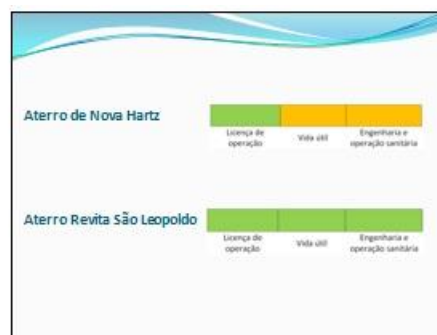 Aterro de Nova Hartz
Licença de operação
Vida útil
Engenharia e operação sanitária
Aterro Revita São Leopoldo
Licença de operação
Vida útil
Engenharia e operação sanitária